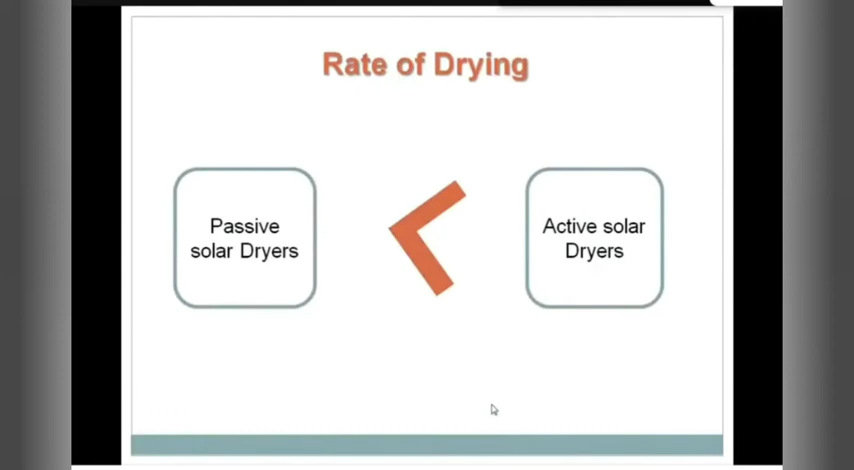 Rate of Drying
Passive
solar Dryers
Active solar
Dryers